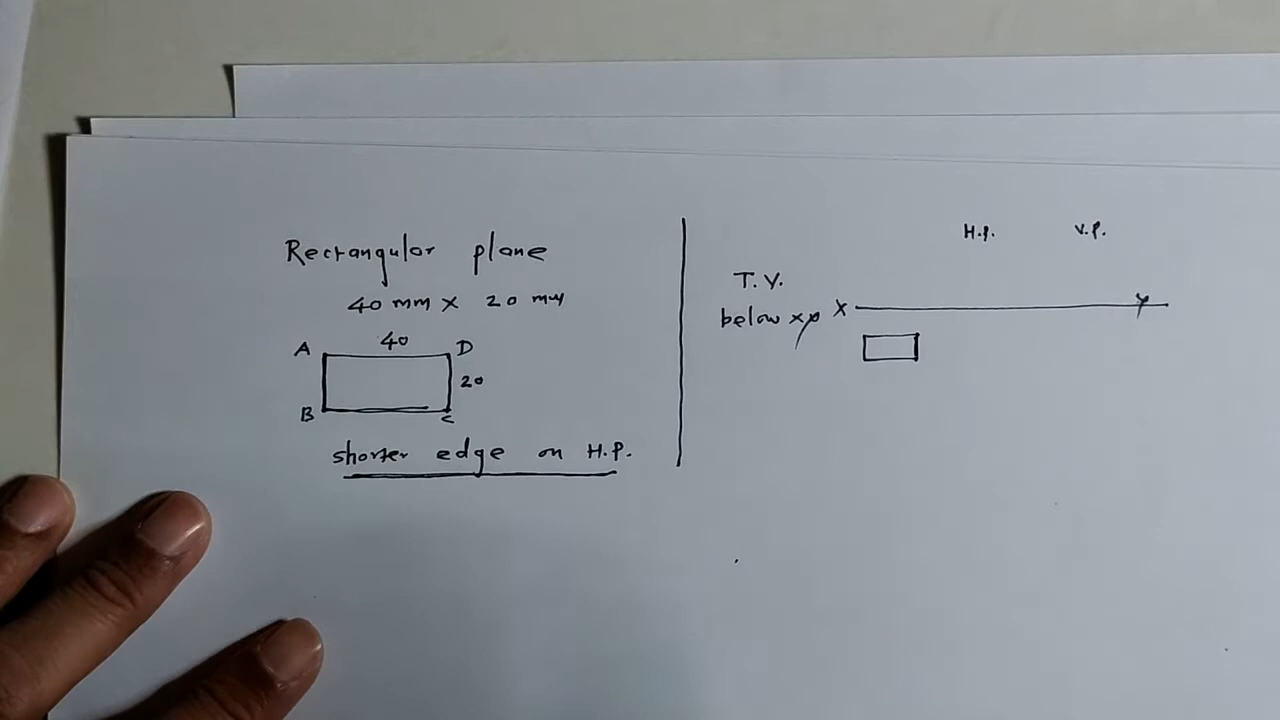 Rectangular plane
40 mm X 20 mm
40
A D
20
B C
shorter edge on H.P.
H.P. V.P.
T.V.
below xy
X Y